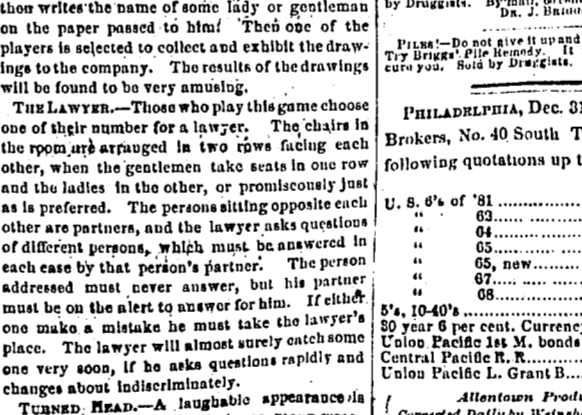 then writes the name of some lady or gentleman
on the paper passed to him! Then one of the
players is selected to collect and exhibit the draw-
ings to the company. The results of the drawings
will be found to be very amusing.
THE LAWYER.—Those who play this game choose
one of their number for a lawyer. The chairs in
the room are arranged in two rows facing each
other, when the gentlemen take seats in one row
and the ladies in the other, or promiscously just
as is preferred. The persons sitting opposite each
other are partners, and the lawyer asks questions
of different persons, which must be answered in
each case by that person's partner. The person
addressed must never answer, but his partner
must be on the alert to answer for him. If either
one make a mistake he must take the lawyer's
place. The lawyer will almost surely catch some
one very soon, if he asks questions rapidly and
changes about indiscriminately.
TURNED HEAD.—A laughable appearance is
by Druggists. By mail,
DR. J. 
PILES!—Do not give it up and
Try Briggs' Pile Remedy. It
cure you. Sold by Druggists.
PHILADELPHIA, Dec. 31
Brokers, No. 40 South T
following quotations up t
U. S. 6's of '81
" 62
" 64
" 65
" 65, new
" 67
" 68
5's, 10-40's
30 year 6 per cent. Currenc
Union Pacific 1st M. bonds
Central Pacific R. R.
Union Pacific L. Grant B.
Allentown Prod
Corrected Daily by